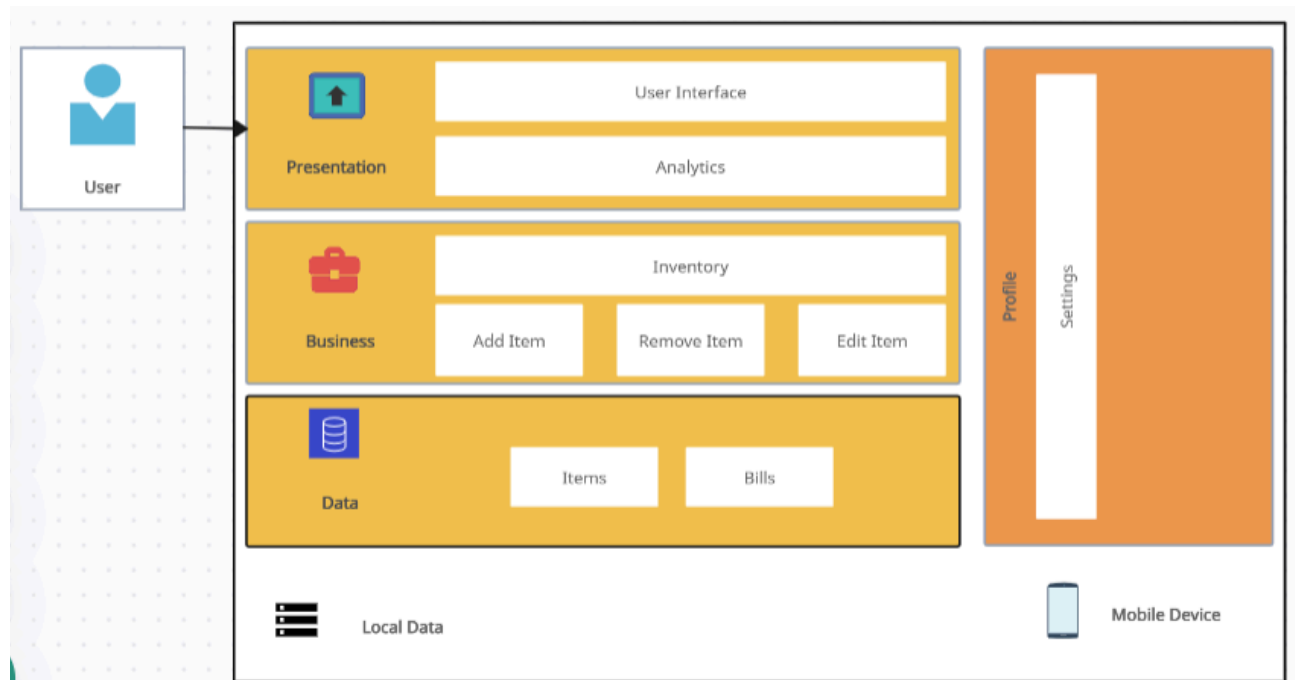 User
Presentation
User Interface
Analytics
Business
Inventory
Add Item
Remove Item
Edit Item
Data
Items
Bills
Profile
Settings
Local Data
Mobile Device